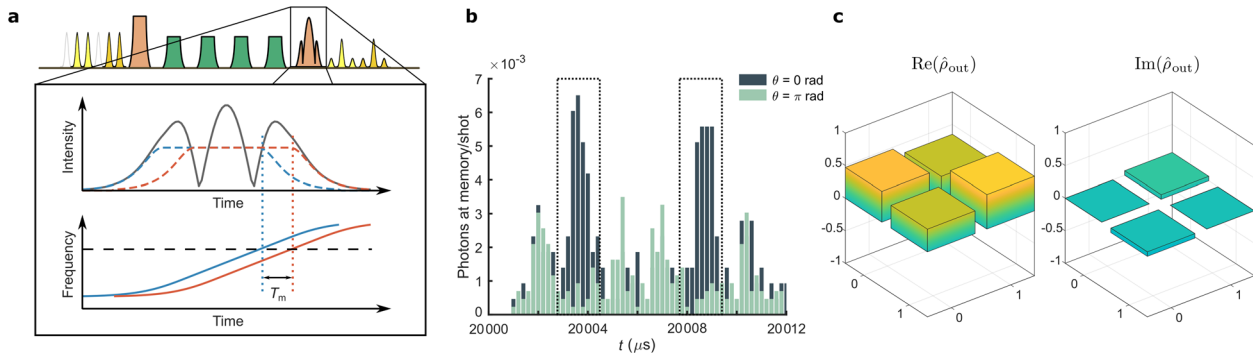 a
Intensity
Time
Frequency
T_m
Time
b
×10⁻³
Photons at memory/shot
7
6
5
4
3
2
1
0
20000
20004
20008
20012
t (μs)
θ = 0 rad
θ = π rad
c
Re(ρ̂_out)
1
0.5
0
-0.5
-1
0
1
0
1
Im(ρ̂_out)
1
0.5
0
-0.5
-1
0
1
0
1